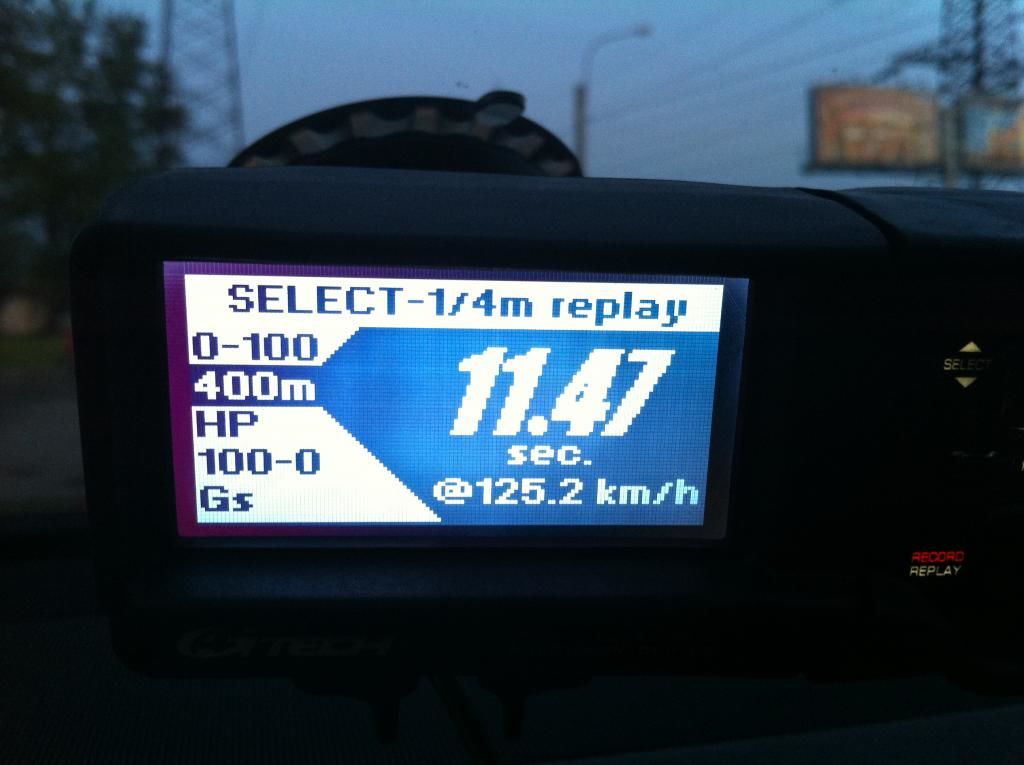 SELECT-1/4m replay
0-100
400m
HP
100-0
Gs
11.47
sec.
@125.2 km/h
SELECT
RECORD
REPLAY
GTECH